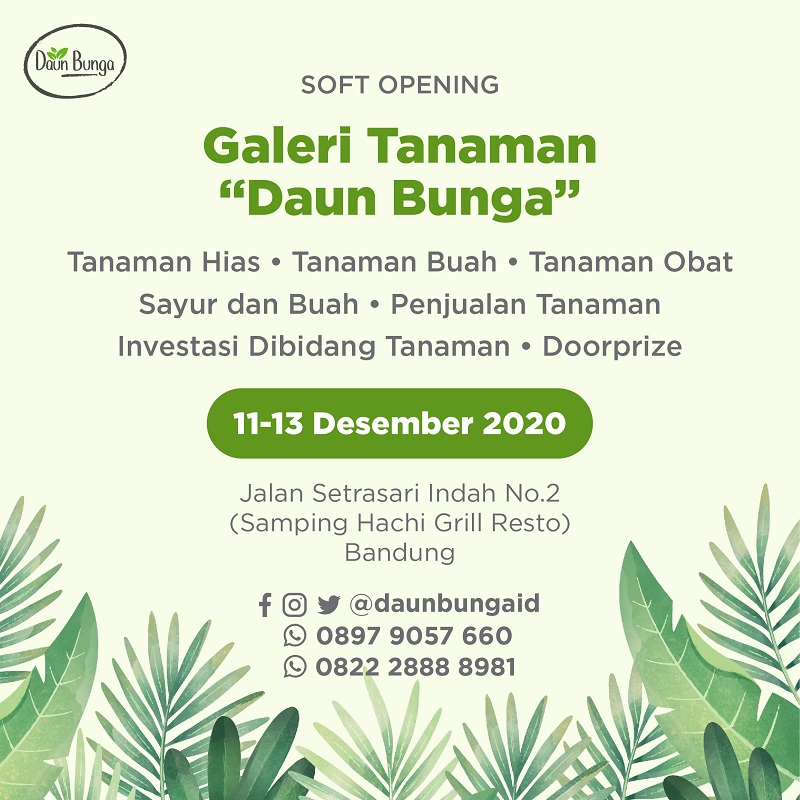 Daun Bunga
SOFT OPENING
Galeri Tanaman
“Daun Bunga”
Tanaman Hias • Tanaman Buah • Tanaman Obat
Sayur dan Buah • Penjualan Tanaman
Investasi Dibidang Tanaman • Doorprize
11-13 Desember 2020
Jalan Setrasari Indah No.2
(Samping Hachi Grill Resto)
Bandung
@daunbungaid
0897 9057 660
0822 2888 8981